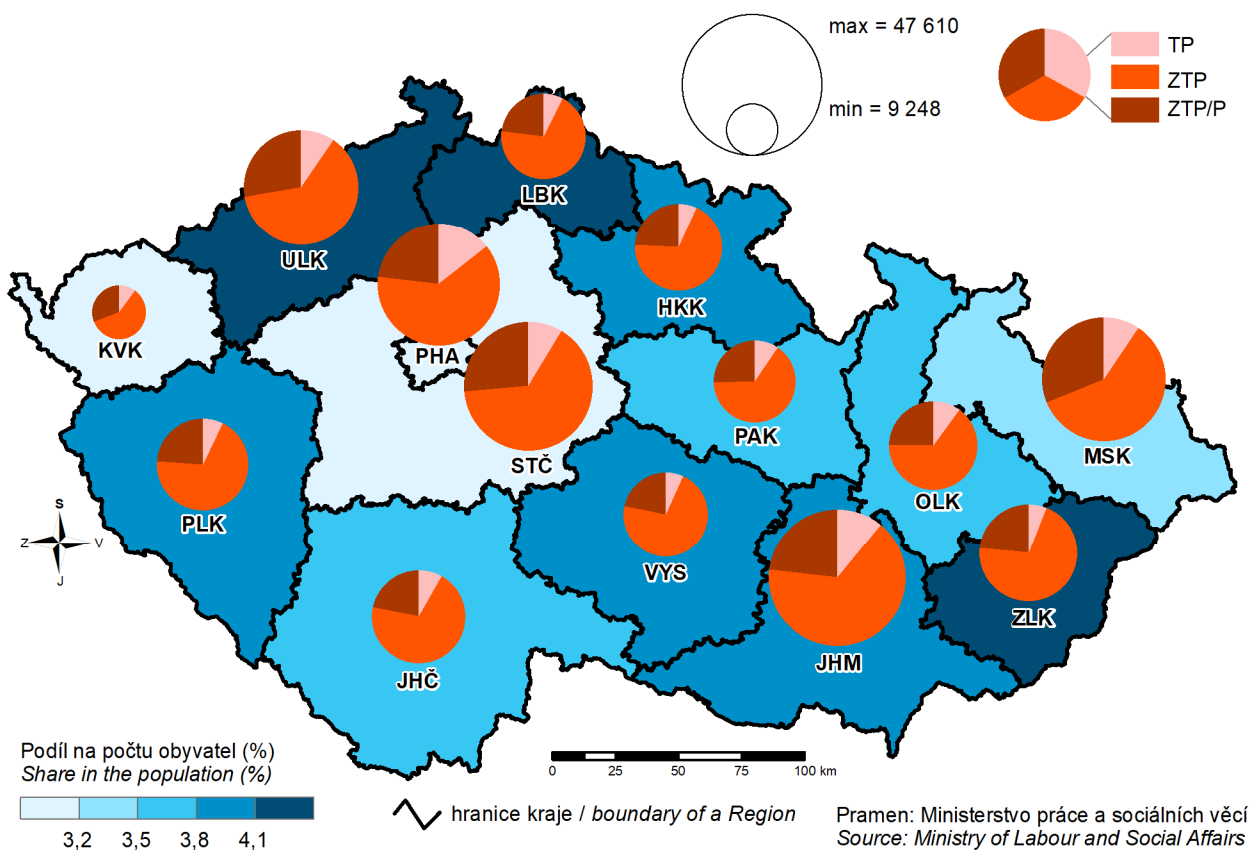 max = 47 610
min = 9 248
TP
ZTP
ZTP/P
LBK
ULK
HKK
KVK
PHA
PAK
STČ
MSK
OLK
PLK
VYS
ZLK
JHM
JHČ
S
Z
V
J
Podíl na počtu obyvatel (%)
Share in the population (%)
3,2 3,5 3,8 4,1
0 25 50 75 100 km
hranice kraje / boundary of a Region
Pramen: Ministerstvo práce a sociálních věcí
Source: Ministry of Labour and Social Affairs